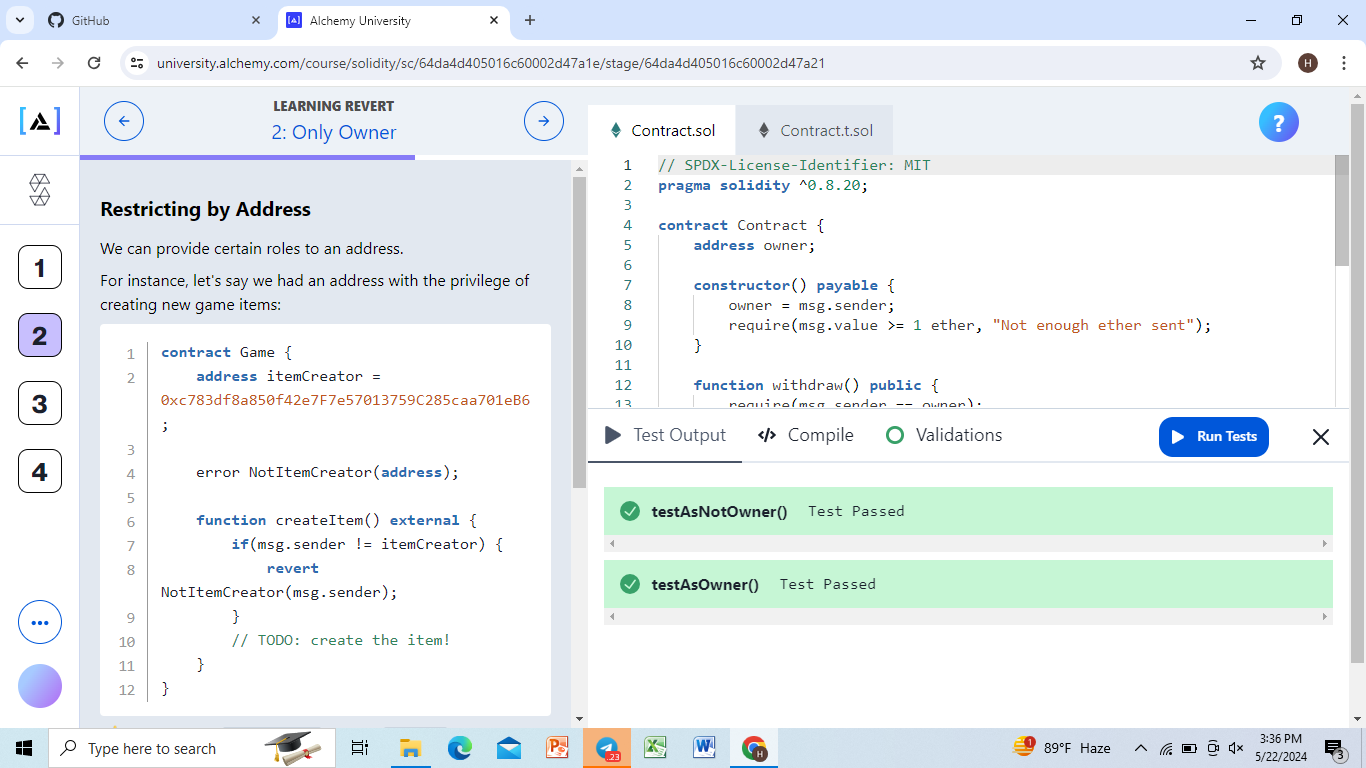 GitHub
Alchemy University
university.alchemy.com/course/solidity/sc/64da4d405016c60002d47a1e/stage/64da4d405016c60002d47a21
H
LEARNING REVERT
2: Only Owner
1
2
3
4
Restricting by Address
We can provide certain roles to an address.
For instance, let's say we had an address with the privilege of
creating new game items:
1 contract Game {
2 address itemCreator =
0xc783df8a850f42e7F7e57013759C285caa701eB6
;
3
4 error NotItemCreator(address);
5
6 function createItem() external {
7 if(msg.sender != itemCreator) {
8 revert
NotItemCreator(msg.sender);
9 }
10 // TODO: create the item!
11 }
12 }
Contract.sol
Contract.t.sol
?
1 // SPDX-License-Identifier: MIT
2 pragma solidity ^0.8.20;
3
4 contract Contract {
5 address owner;
6
7 constructor() payable {
8 owner = msg.sender;
9 require(msg.value >= 1 ether, "Not enough ether sent");
10 }
11
12 function withdraw() public {
13 require(msg.sender == owner);
Test Output
Compile
Validations
Run Tests
testAsNotOwner() Test Passed
testAsOwner() Test Passed
Type here to search
.23
H
1
89°F Haze
3:36 PM
5/22/2024
3